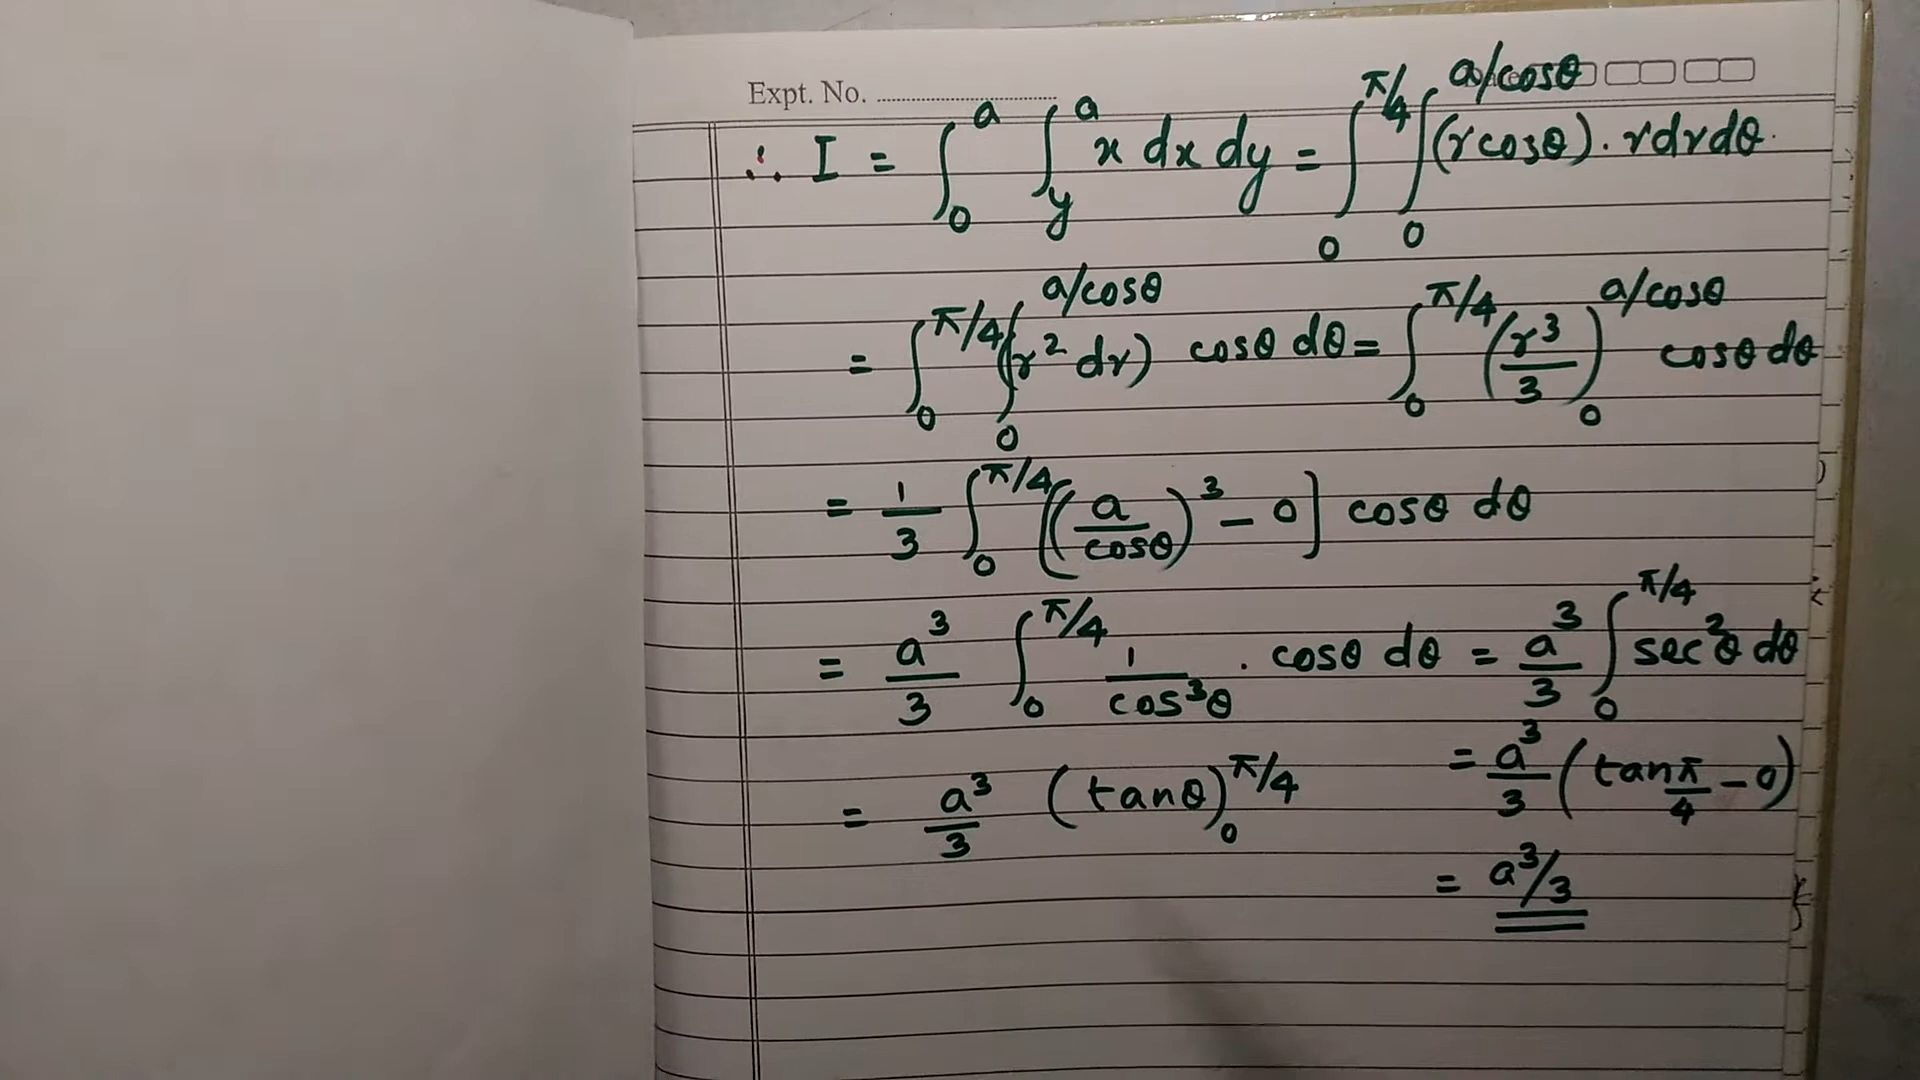 Expt. No.
∴ I = ∫₀ᵃ ∫ᵧᵃ x dx dy = ∫₀^(π/4) ∫₀^(a/cosθ) (r cosθ) . r dr dθ.
= ∫₀^(π/4) (∫₀^(a/cosθ) r² dr) cosθ dθ = ∫₀^(π/4) (r³/3)₀^(a/cosθ) cosθ dθ
= 1/3 ∫₀^(π/4) [(a/cosθ)³ - 0] cosθ dθ
= a³/3 ∫₀^(π/4) 1/cos³θ . cosθ dθ = a³/3 ∫₀^(π/4) sec²θ dθ
= a³/3 (tanθ)₀^(π/4) = a³/3 (tan π/4 - 0)
= a³/3